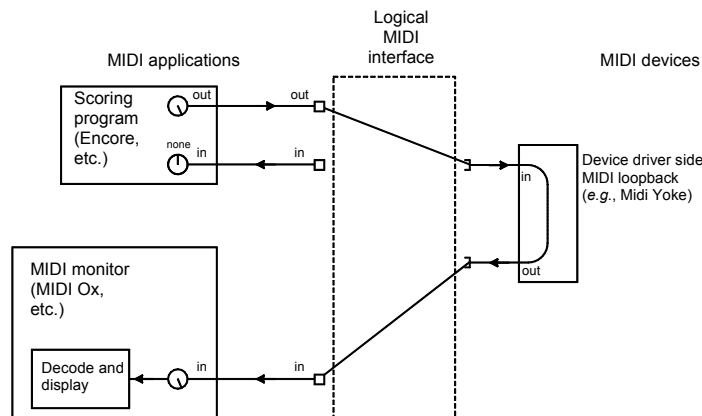 Logical
MIDI
interface
MIDI applications
MIDI devices
Scoring
program
(Encore,
etc.)
out
out
none
in
in
in
Device driver side
MIDI loopback
(e.g., Midi Yoke)
out
MIDI monitor
(MIDI Ox,
etc.)
in
in
Decode and
display